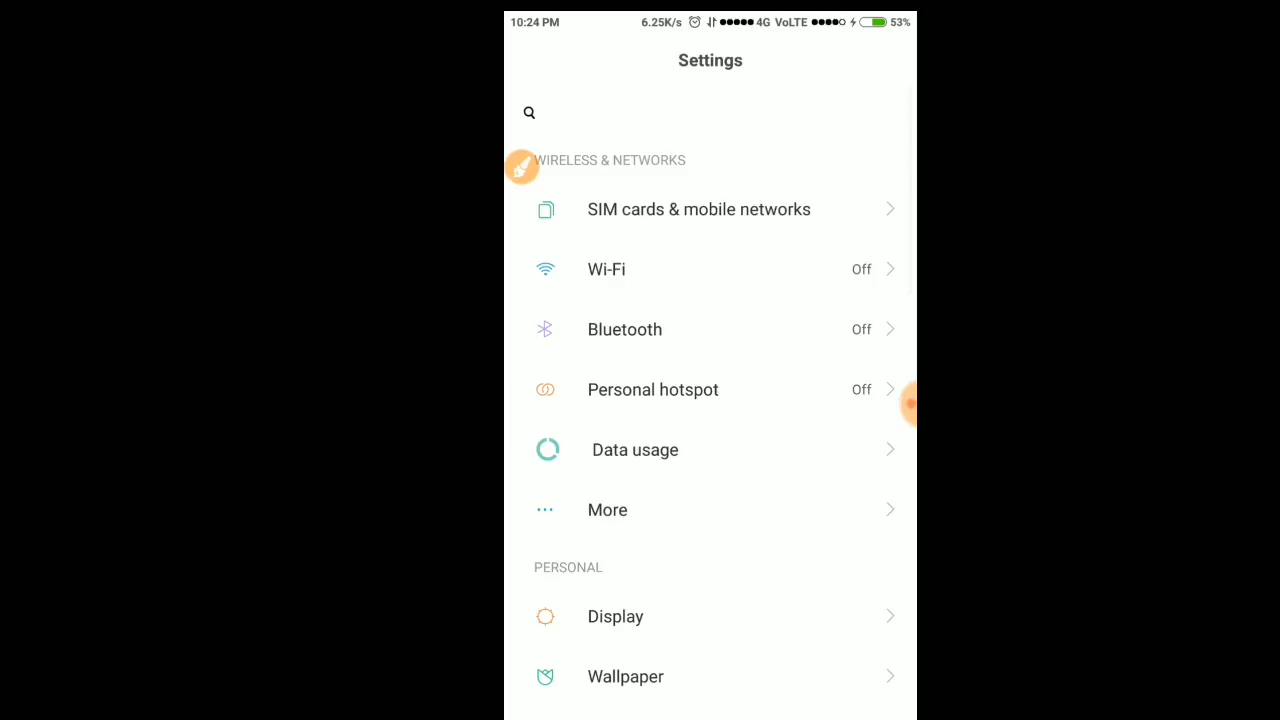 10:24 PM 6.25K/s 4G VoLTE 53%
Settings
WIRELESS & NETWORKS
SIM cards & mobile networks
Wi-Fi Off
Bluetooth Off
Personal hotspot Off
Data usage
More
PERSONAL
Display
Wallpaper